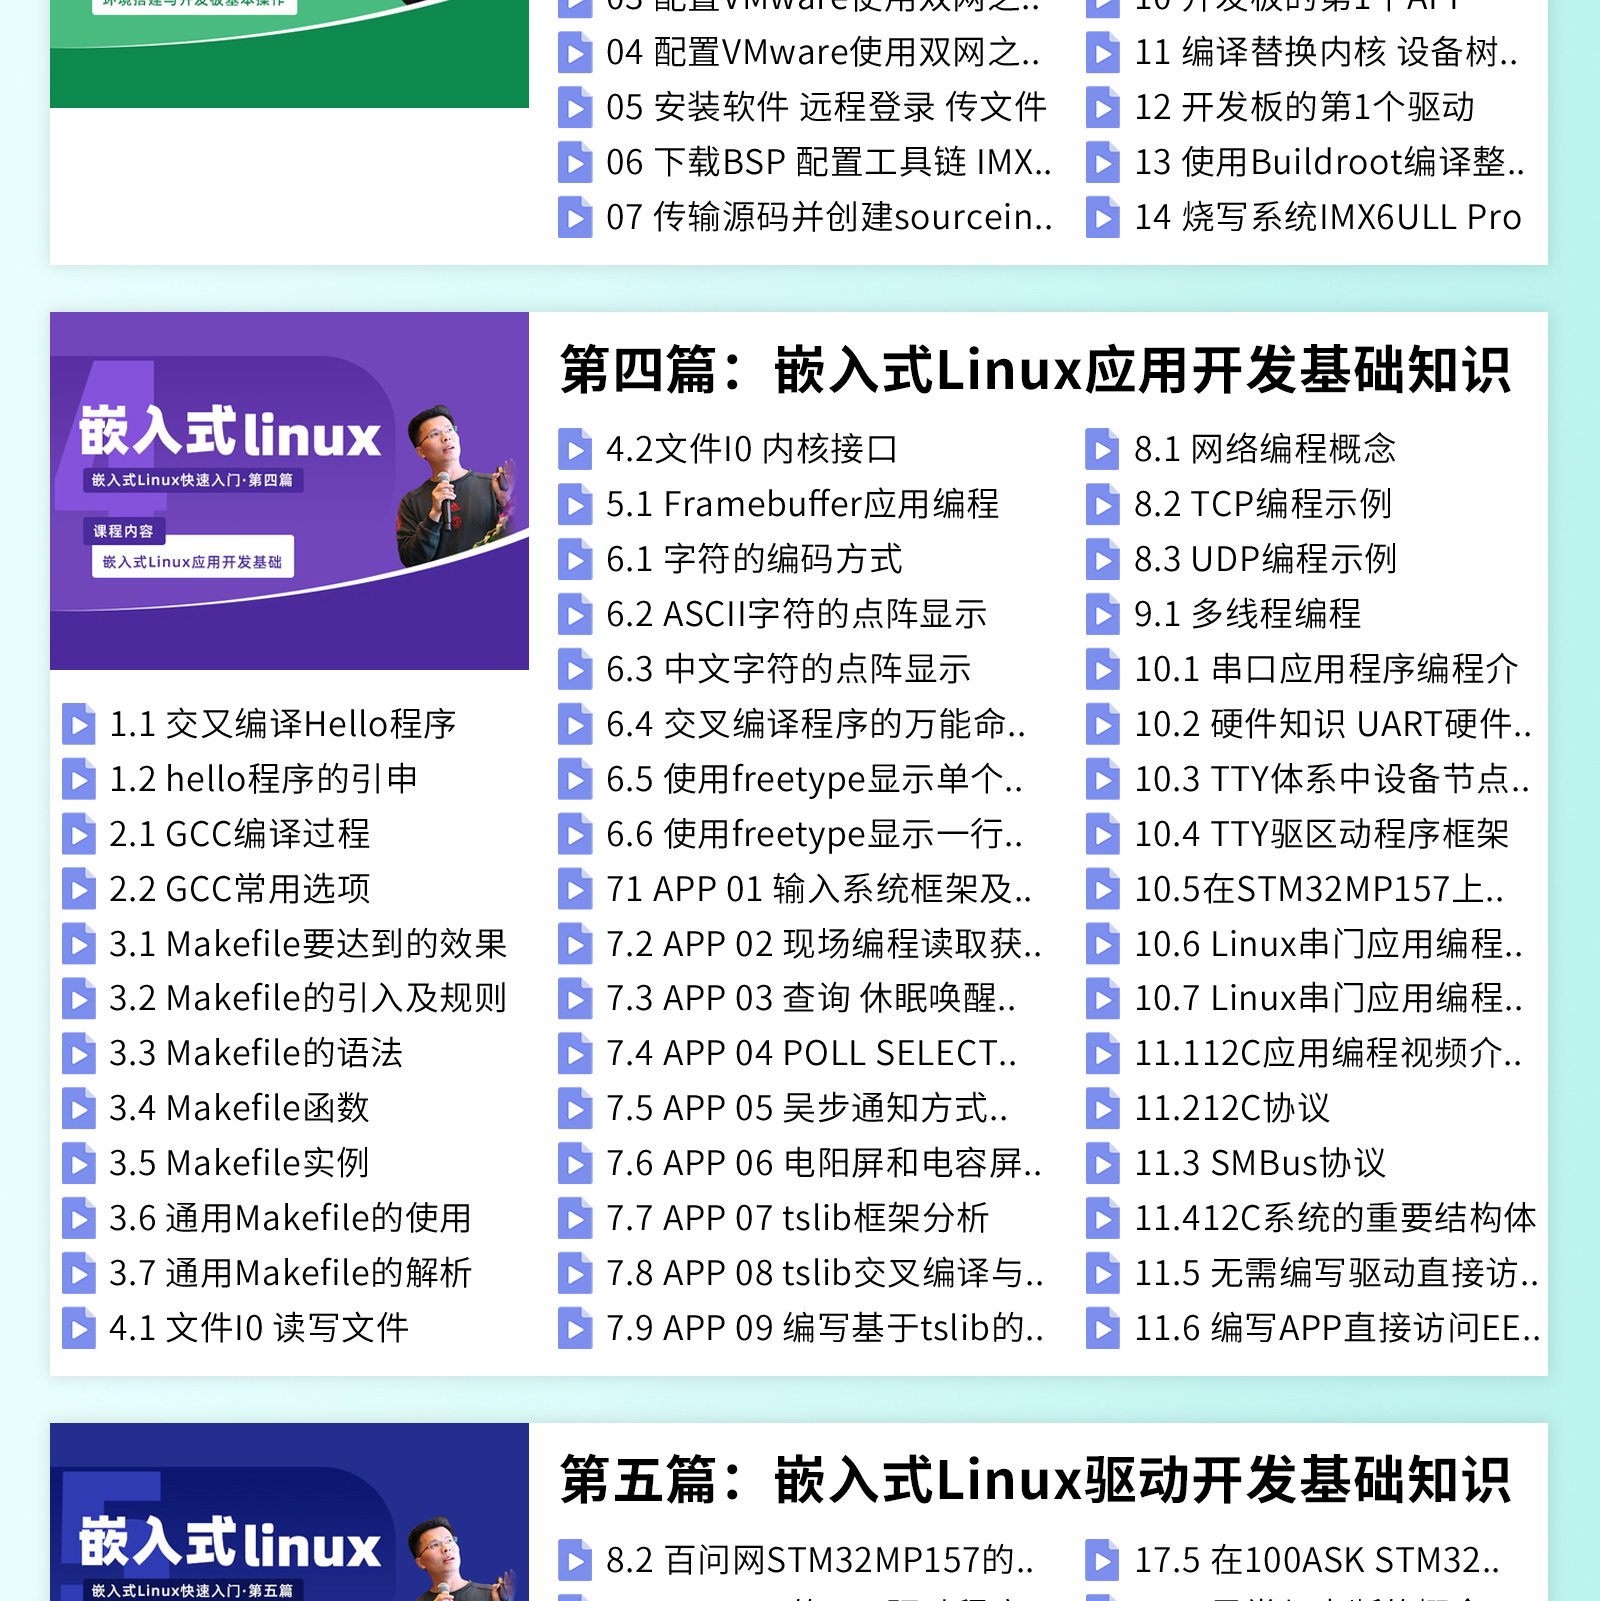 环境搭建与开发板基本操作
03 配置VMware使用双网之..
04 配置VMware使用双网之..
05 安装软件 远程登录 传文件
06 下载BSP 配置工具链 IMX..
07 传输源码并创建sourcein..
10 开发板的第1个APP
11 编译替换内核 设备树..
12 开发板的第1个驱动
13 使用Buildroot编译整..
14 烧写系统IMX6ULL Pro
4
嵌入式linux
嵌入式Linux快速入门·第四篇
课程内容
嵌入式Linux应用开发基础
第四篇：嵌入式Linux应用开发基础知识
1.1 交又编译Hello程序
1.2 hello程序的引申
2.1 GCC编译过程
2.2 GCC常用选项
3.1 Makefile要达到的效果
3.2 Makefile的引入及规则
3.3 Makefile的语法
3.4 Makefile函数
3.5 Makefile实例
3.6 通用Makefile的使用
3.7 通用Makefile的解析
4.1 文件I0 读写文件
4.2文件I0 内核接口
5.1 Framebuffer应用编程
6.1 字符的编码方式
6.2 ASCII字符的点阵显示
6.3 中文字符的点阵显示
6.4 交叉编译程序的万能命..
6.5 使用freetype显示单个..
6.6 使用freetype显示一行..
71 APP 01 输入系统框架及..
7.2 APP 02 现场编程读取获..
7.3 APP 03 查询 休眠唤醒..
7.4 APP 04 POLL SELECT..
7.5 APP 05 吴步通知方式..
7.6 APP 06 电阳屏和电容屏..
7.7 APP 07 tslib框架分析
7.8 APP 08 tslib交叉编译与..
7.9 APP 09 编写基于tslib的..
8.1 网络编程概念
8.2 TCP编程示例
8.3 UDP编程示例
9.1 多线程编程
10.1 串口应用程序编程介
10.2 硬件知识 UART硬件..
10.3 TTY体系中设备节点..
10.4 TTY驱区动程序框架
10.5在STM32MP157上..
10.6 Linux串门应用编程..
10.7 Linux串门应用编程..
11.112C应用编程视频介..
11.212C协议
11.3 SMBus协议
11.412C系统的重要结构体
11.5 无需编写驱动直接访..
11.6 编写APP直接访问EE..
5
嵌入式linux
嵌入式Linux快速入门·第五篇
第五篇：嵌入式Linux驱动开发基础知识
8.2 百问网STM32MP157的..
17.5 在100ASK STM32..